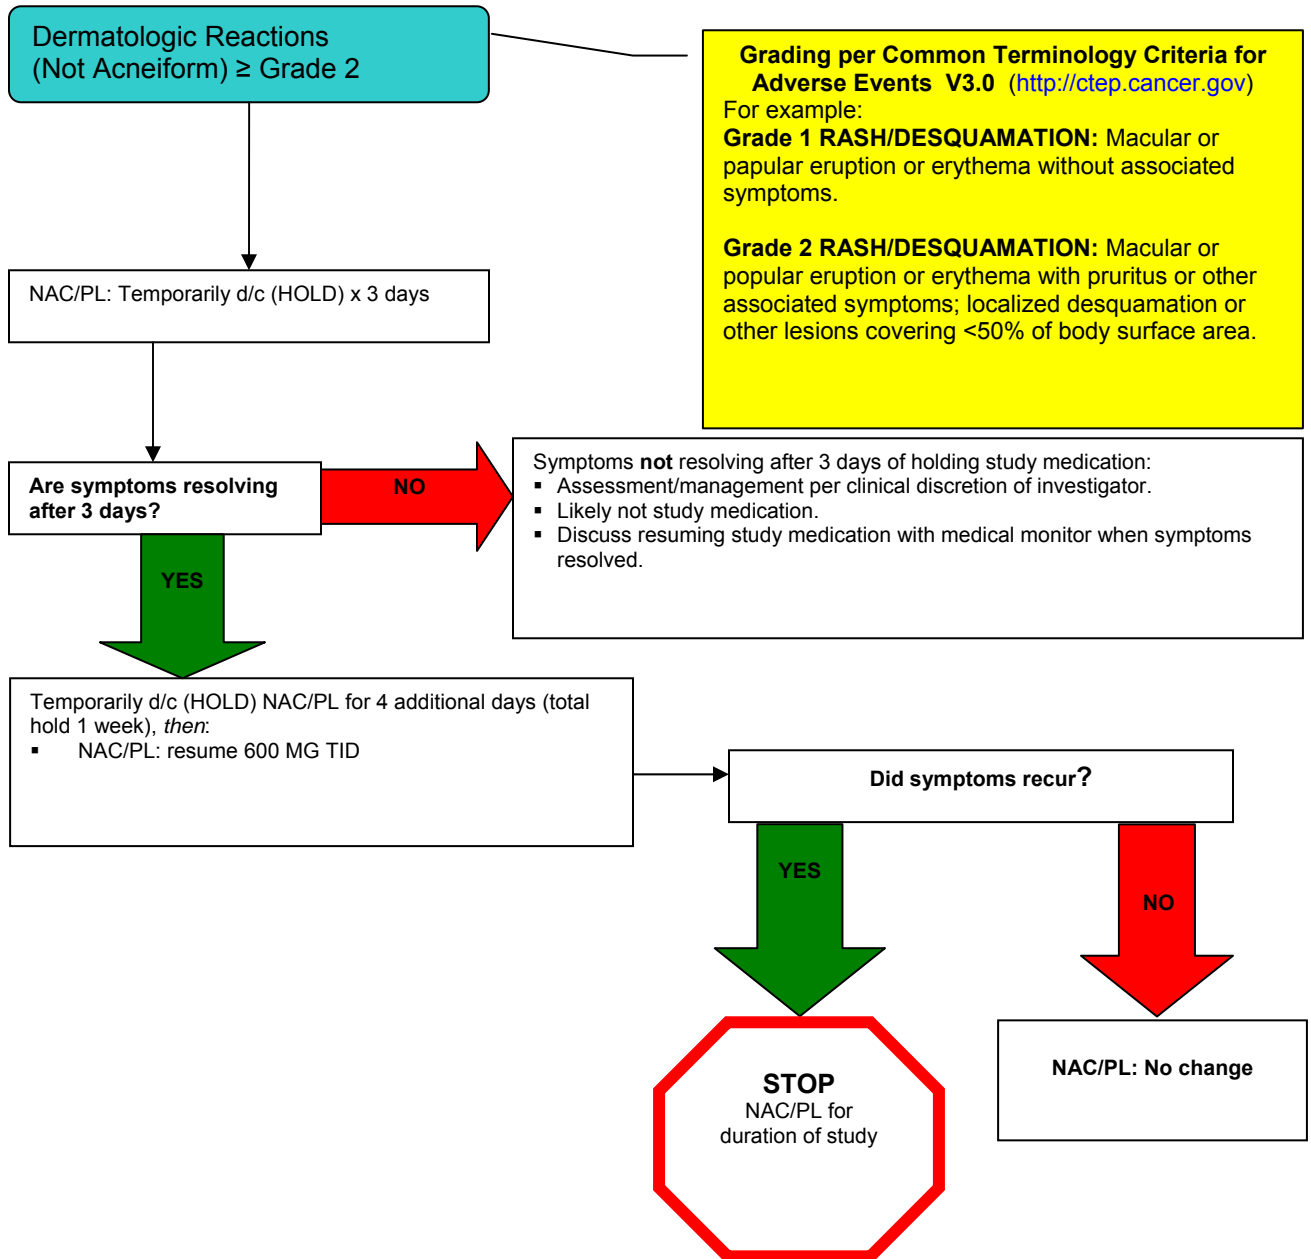 Dermatologic Reactions
(Not Acneiform) ≥ Grade 2
Grading per Common Terminology Criteria for
Adverse Events V3.0 (http://ctep.cancer.gov)
For example:
Grade 1 RASH/DESQUAMATION: Macular or
papular eruption or erythema without associated
symptoms.
Grade 2 RASH/DESQUAMATION: Macular or
popular eruption or erythema with pruritus or other
associated symptoms; localized desquamation or
other lesions covering <50% of body surface area.
NAC/PL: Temporarily d/c (HOLD) x 3 days
Are symptoms resolving
after 3 days?
NO
Symptoms not resolving after 3 days of holding study medication:
▪ Assessment/management per clinical discretion of investigator.
▪ Likely not study medication.
▪ Discuss resuming study medication with medical monitor when symptoms
resolved.
YES
Temporarily d/c (HOLD) NAC/PL for 4 additional days (total
hold 1 week), then:
▪ NAC/PL: resume 600 MG TID
Did symptoms recur?
YES
NO
STOP
NAC/PL for
duration of study
NAC/PL: No change